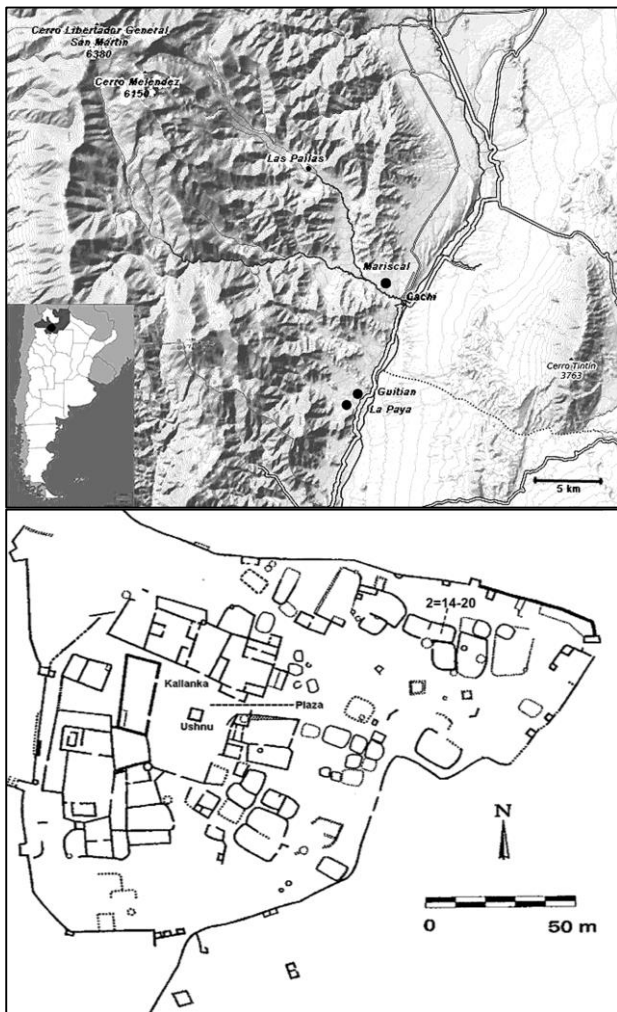 Cerro Libertador General
San Martín
6380
Cerro Meléndez
6150
Las Pailas
Mariscal
Cachi
Guitian
La Paya
Cerro Tintín
3763
5 km
2=14-20
Kallanka
Plaza
Ushnu
N
0 50 m